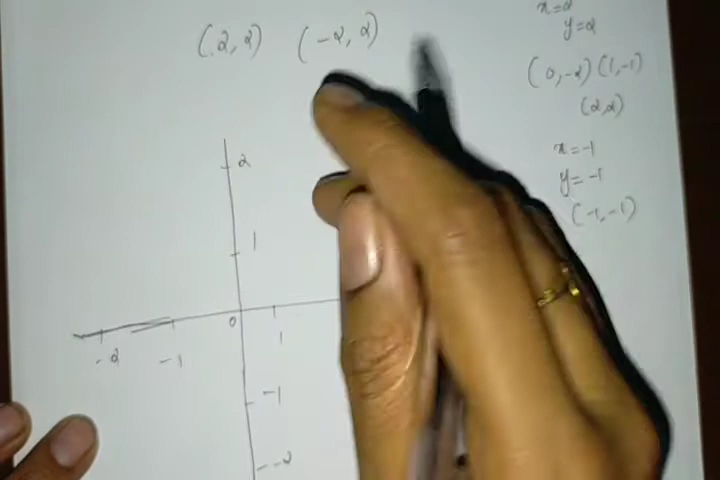 (2, 2) (-2, 2)
x=2
y=2
(0,-2) (1,-1)
(2,2)
x=-1
y=-1
(-1,-1)
2
1
0
1
-2
-1
-1
-2